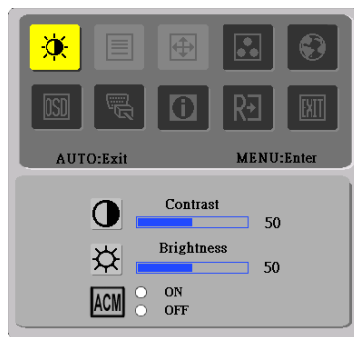 OSD
i
R
EXIT
AUTO:Exit MENU:Enter
Contrast
50
Brightness
50
ACM ON
OFF